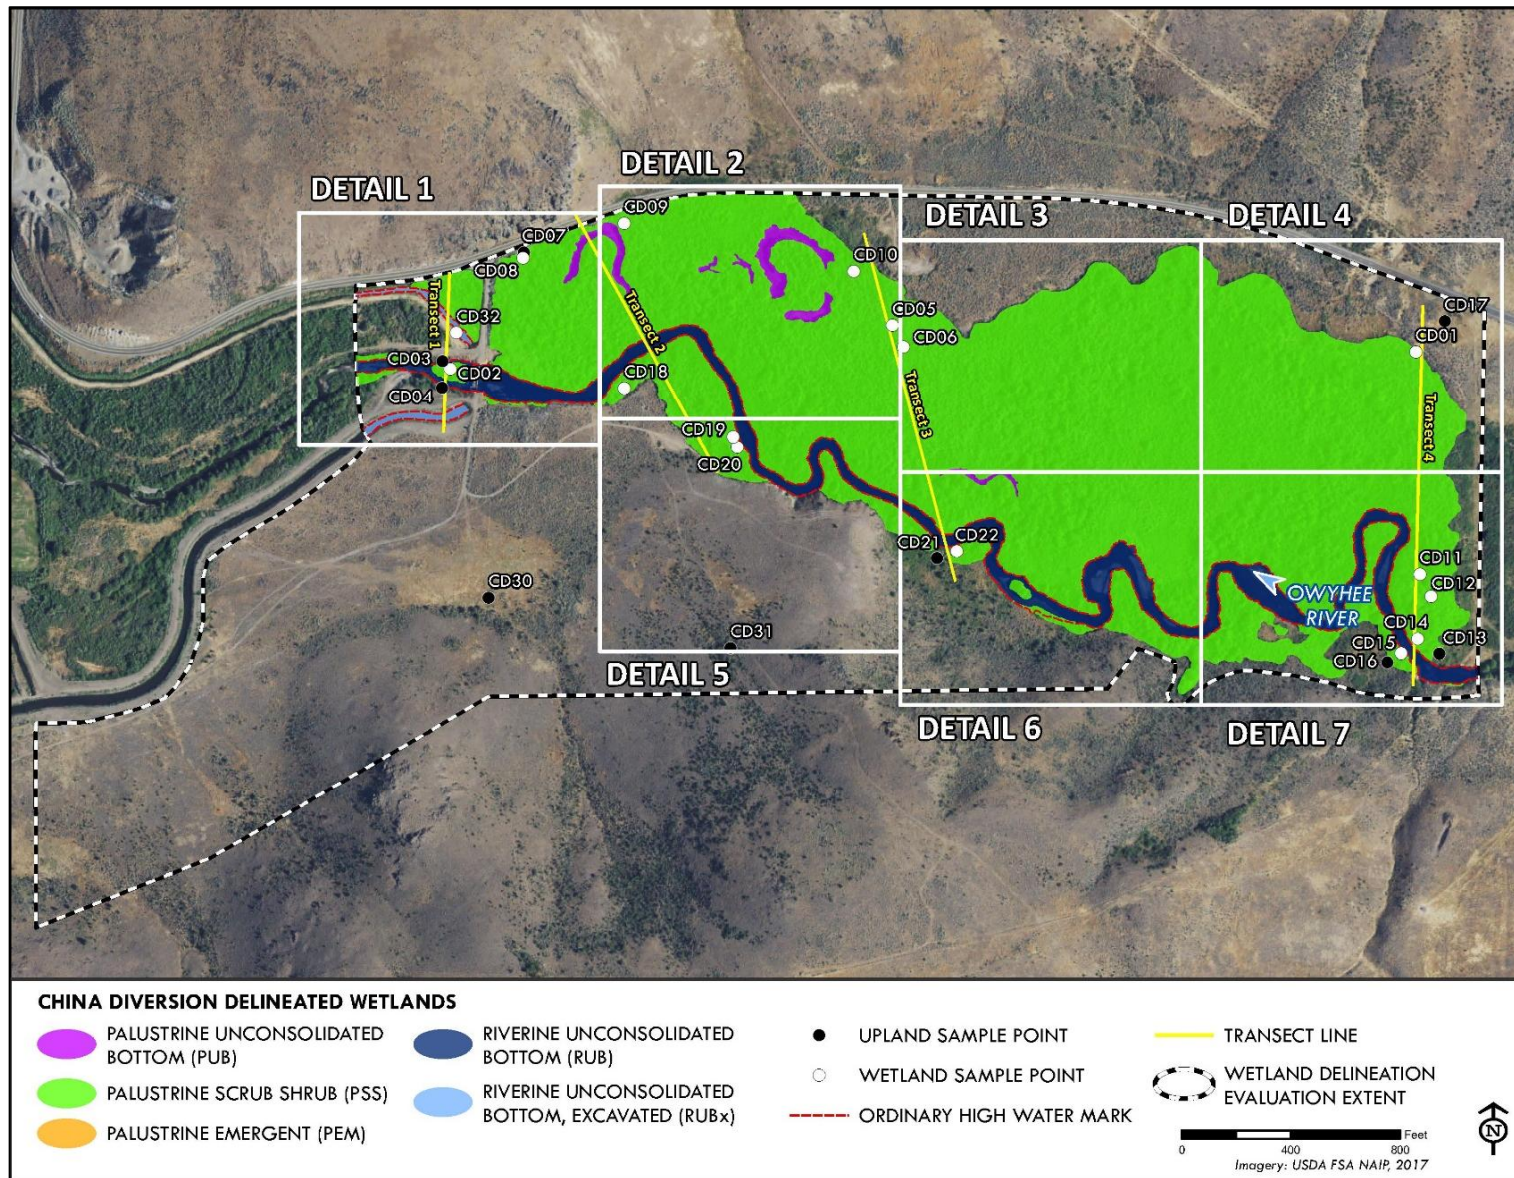 DETAIL 1
DETAIL 2
DETAIL 3
DETAIL 4
CD07
CD08
CD09
CD10
CD32
CD03
CD02
CD04
Transect 1
Transect 2
CD18
CD19
CD20
CD05
CD06
Transect 3
CD17
CD01
Transect 4
CD21
CD22
CD11
CD12
OWYHEE
RIVER
CD14
CD15
CD13
CD16
CD30
CD31
DETAIL 5
DETAIL 6
DETAIL 7
CHINA DIVERSION DELINEATED WETLANDS
PALUSTRINE UNCONSOLIDATED
BOTTOM (PUB)
PALUSTRINE SCRUB SHRUB (PSS)
PALUSTRINE EMERGENT (PEM)
RIVERINE UNCONSOLIDATED
BOTTOM (RUB)
RIVERINE UNCONSOLIDATED
BOTTOM, EXCAVATED (RUBx)
UPLAND SAMPLE POINT
WETLAND SAMPLE POINT
ORDINARY HIGH WATER MARK
TRANSECT LINE
WETLAND DELINEATION
EVALUATION EXTENT
Feet
0 400 800
Imagery: USDA FSA NAIP, 2017
N